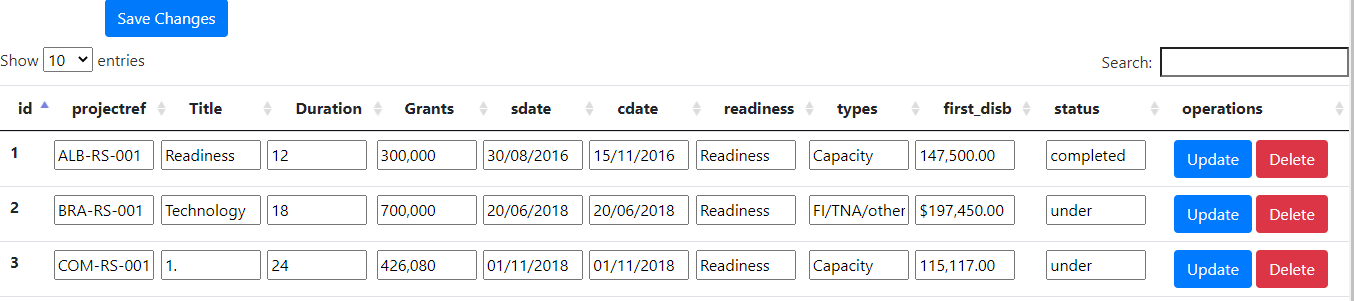 Save Changes
Show 10 entries Search:
id projectref Title Duration Grants sdate cdate readiness types first_disb status operations
1 ALB-RS-001 Readiness 12 300,000 30/08/2016 15/11/2016 Readiness Capacity 147,500.00 completed Update Delete
2 BRA-RS-001 Technology 18 700,000 20/06/2018 20/06/2018 Readiness FI/TNA/other $197,450.00 under Update Delete
3 COM-RS-001 1. 24 426,080 01/11/2018 01/11/2018 Readiness Capacity 115,117.00 under Update Delete